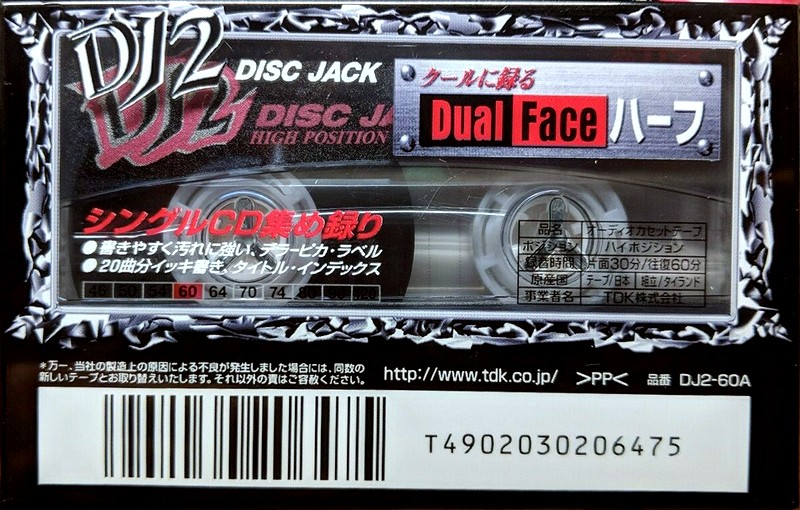 DJ2 DISC JACK
DJ2 DISC JA
HIGH POSITION
クールに録る
Dual Face ハーフ
シングルCD集め録り
●書きやすく汚れに強い、デラーピカ・ラベル
●20曲分イッキ書き、タイトル・インデックス
46 50 54 60 64 70 74 80
品名 オーディオカセットテープ
ポジション ハイポジション
録音時間 片面30分/往復60分
原産国 テープ/日本 組立/タイランド
事業者名 TDK株式会社
*万一、当社の製造上の原因による不良が発生しました場合には、同数の
新しいテープとお取り替えいたします。それ以外の責はご容赦ください。
http://www.tdk.co.jp/ >PP< 品番 DJ2-60A
T4902030206475